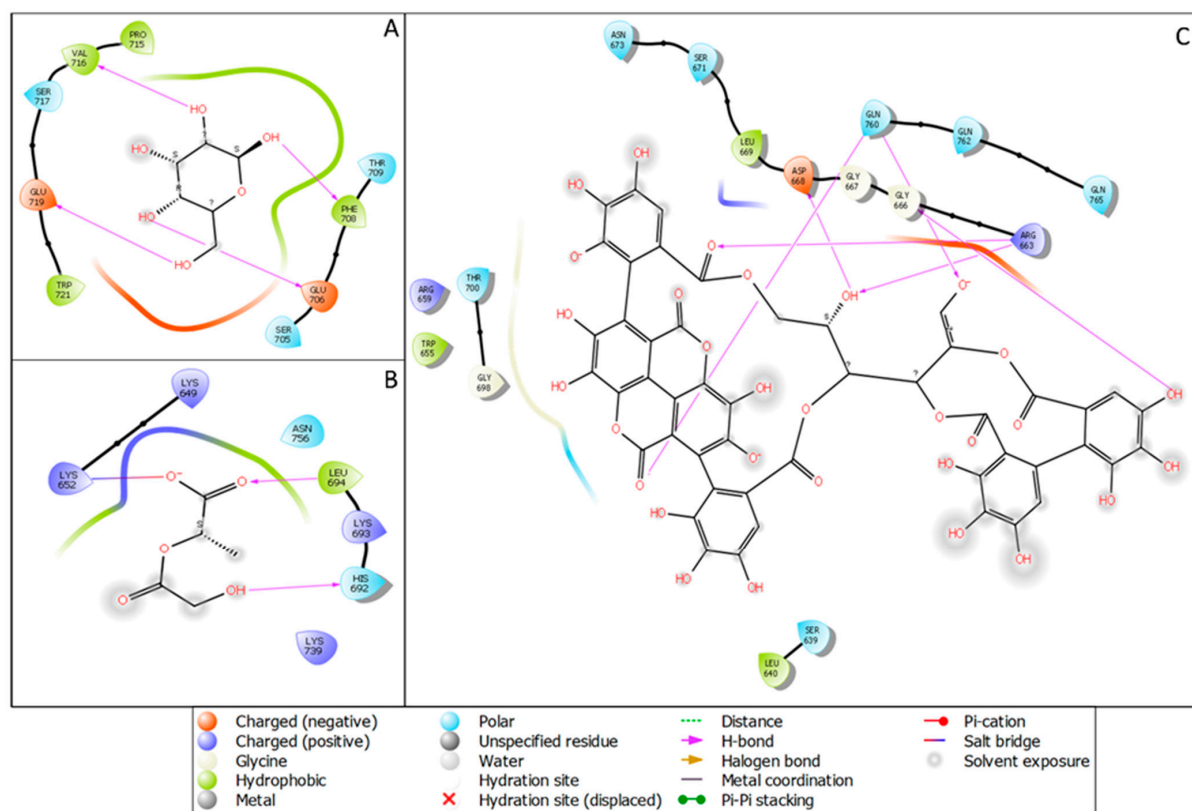 A
PRO
715
VAL
716
SER
717
HO
OH
HO
HO
HO
O
S
?
S
R
?
THR
709
GLU
719
PHE
708
TRP
721
GLU
706
SER
705
B
LYS
649
ASN
756
LYS
652
O-
O
LEU
694
S
LYS
693
O
O
OH
HIS
692
LYS
739
C
ASN
673
SER
671
GLN
760
GLN
762
LEU
669
ASP
668
GLY
667
GLY
666
GLN
765
ARG
663
OH
HO
HO
O-
O
O
OH
S
O-
ARG
659
THR
700
TRP
655
GLY
698
HO
HO
O
O
O
O
OH
O-
?
?
O
O
O
O
O
O
O
OH
OH
OH
HO
HO
HO
OH
HO
HO
OH
SER
639
LEU
640
Charged (negative)
Charged (positive)
Glycine
Hydrophobic
Metal
Polar
Unspecified residue
Water
Hydration site
Hydration site (displaced)
Distance
H-bond
Halogen bond
Metal coordination
Pi-Pi stacking
Pi-cation
Salt bridge
Solvent exposure